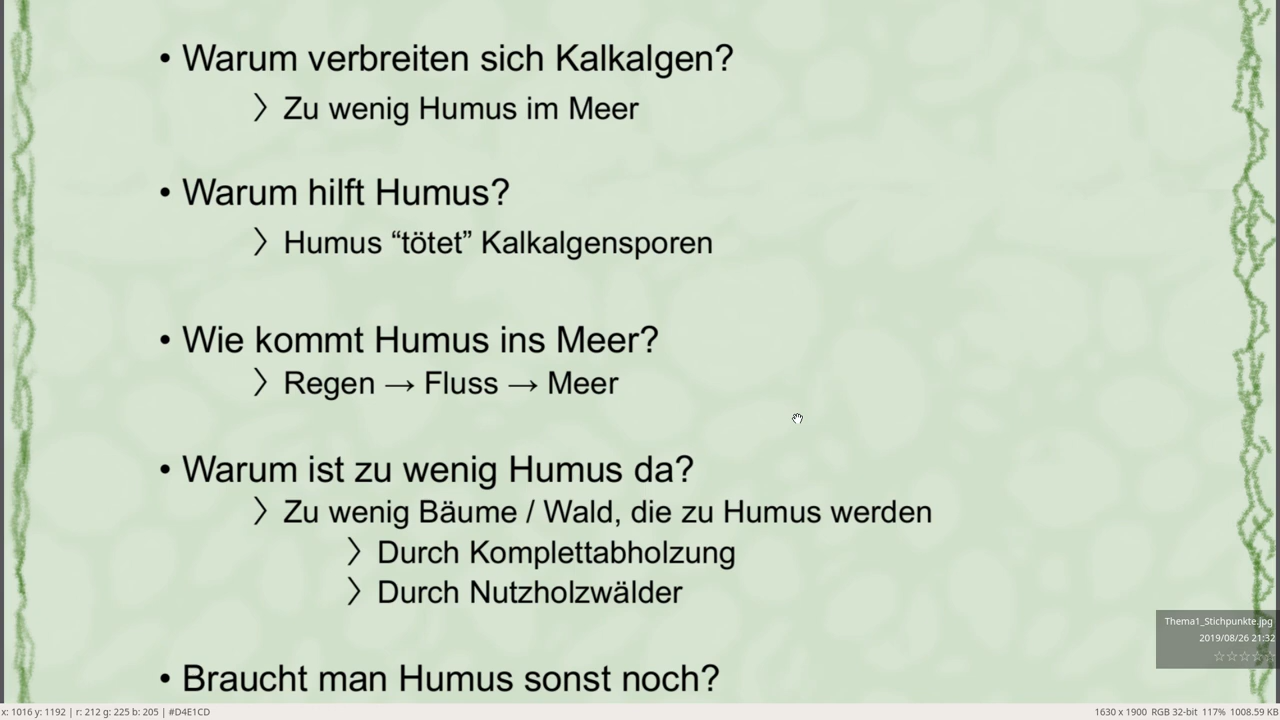 • Warum verbreiten sich Kalkalgen?
〉 Zu wenig Humus im Meer
• Warum hilft Humus?
〉 Humus “tötet” Kalkalgensporen
• Wie kommt Humus ins Meer?
〉 Regen → Fluss → Meer
• Warum ist zu wenig Humus da?
〉 Zu wenig Bäume / Wald, die zu Humus werden
〉 Durch Komplettabholzung
〉 Durch Nutzholzwälder
Thema1_Stichpunkte.jpg
2019/08/26 21:32
☆☆☆☆☆
• Braucht man Humus sonst noch?
x: 1016 y: 1192 | r: 212 g: 225 b: 205 | #D4E1CD
1630 x 1900 RGB 32-bit 117% 1008.59 KB